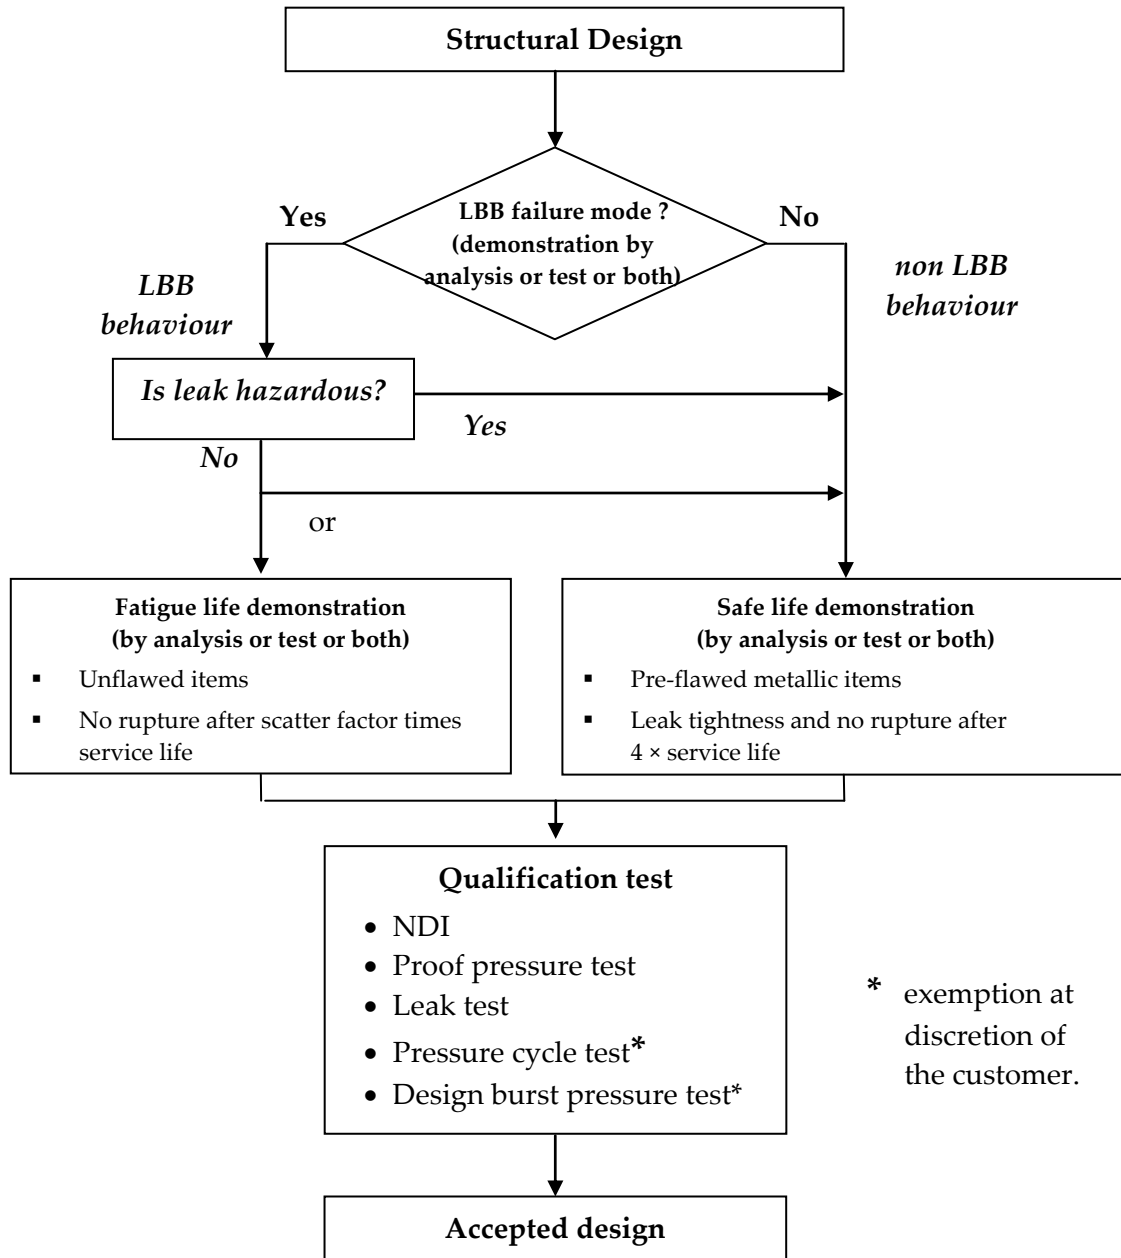 Structural Design
Yes
LBB failure mode ?
No
(demonstration by
analysis or test or both)
LBB
behaviour
non LBB
behaviour
Is leak hazardous?
Yes
No
or
Fatigue life demonstration
(by analysis or test or both)
▪ Unflawed items
▪ No rupture after scatter factor times
service life
Safe life demonstration
(by analysis or test or both)
▪ Pre-flawed metallic items
▪ Leak tightness and no rupture after
4 × service life
Qualification test
• NDI
• Proof pressure test
• Leak test
• Pressure cycle test*
• Design burst pressure test*
* exemption at
discretion of
the customer.
Accepted design